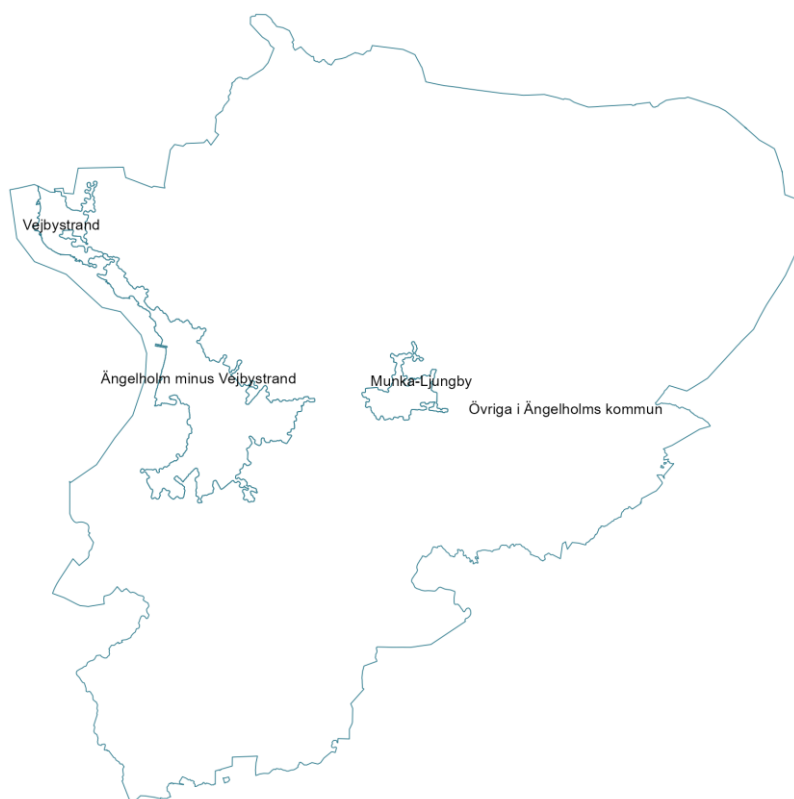 Vejbystrand
Ängelholm minus Vejbystrand
Munka-Ljungby
Övriga i Ängelholms kommun